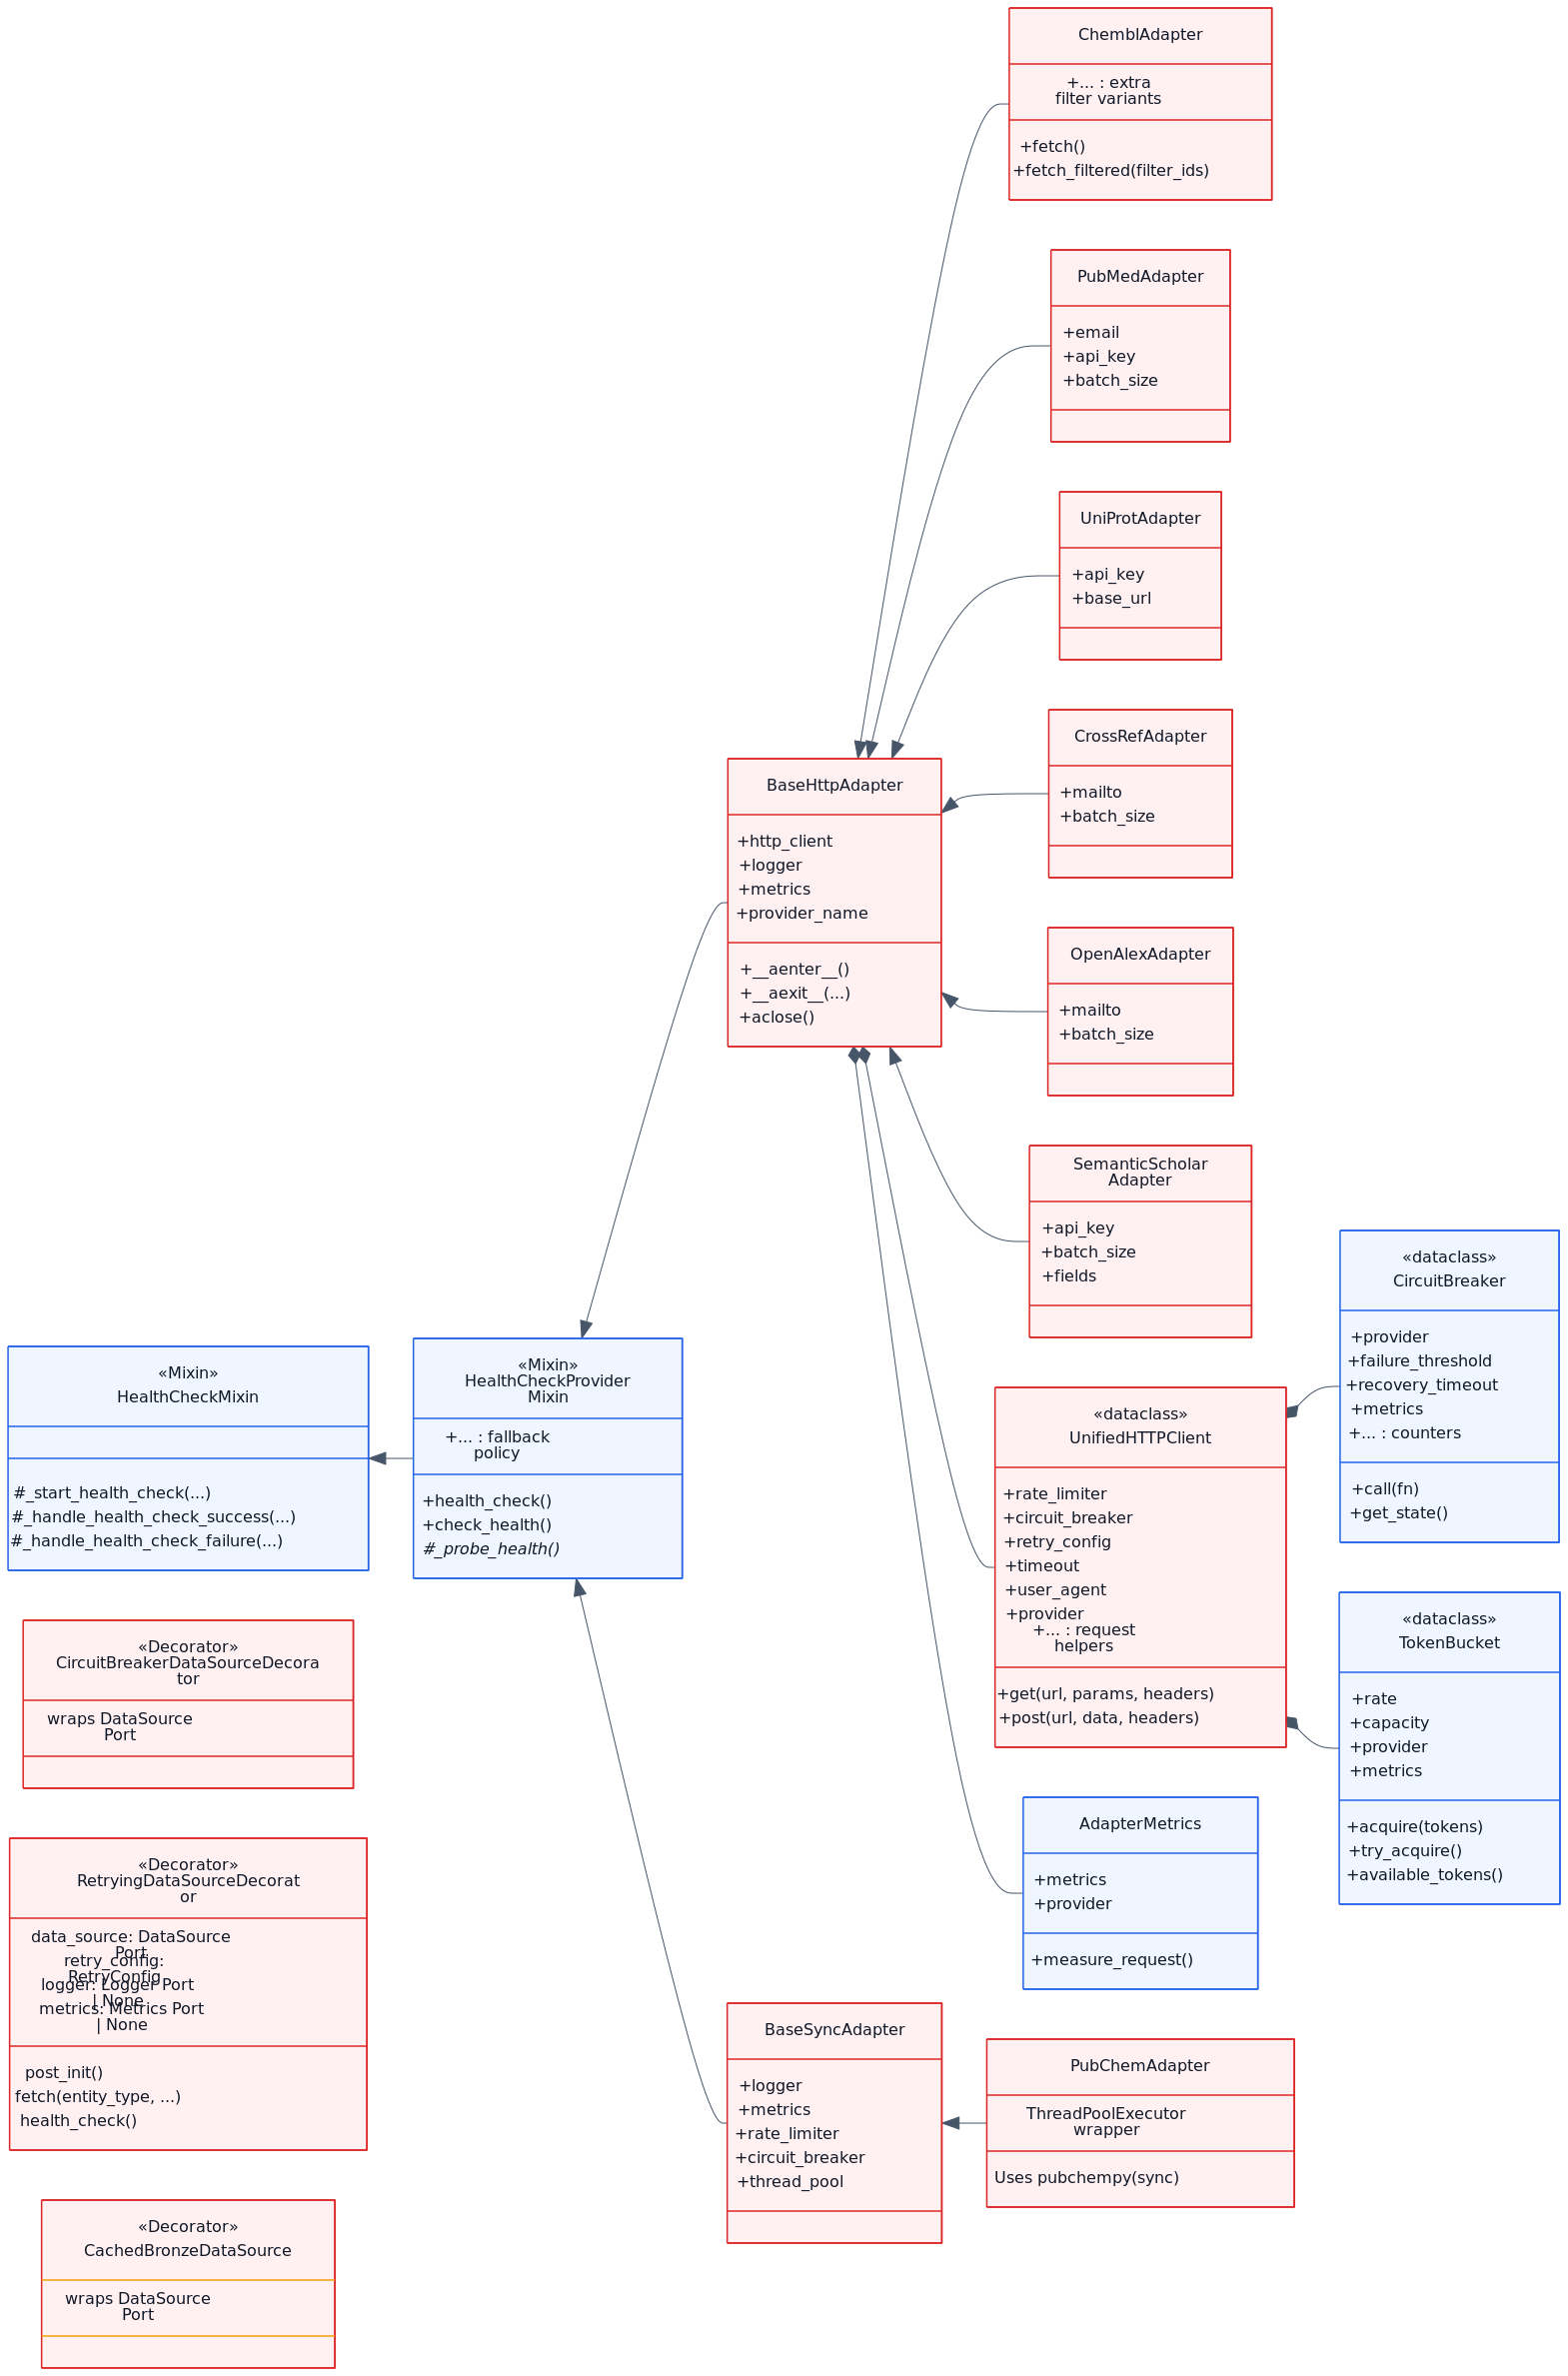 ChemblAdapter
+... : extra
filter variants
+fetch()
+fetch_filtered(filter_ids)
PubMedAdapter
+email
+api_key
+batch_size
UniProtAdapter
+api_key
+base_url
CrossRefAdapter
+mailto
+batch_size
BaseHttpAdapter
+http_client
+logger
+metrics
+provider_name
+__aenter__()
+__aexit__(...)
+aclose()
OpenAlexAdapter
+mailto
+batch_size
SemanticScholar
Adapter
+api_key
+batch_size
+fields
«dataclass»
CircuitBreaker
+provider
+failure_threshold
+recovery_timeout
+metrics
+... : counters
+call(fn)
+get_state()
«Mixin»
HealthCheckMixin
#_start_health_check(...)
#_handle_health_check_success(...)
#_handle_health_check_failure(...)
«Mixin»
HealthCheckProvider
Mixin
+... : fallback
policy
+health_check()
+check_health()
#_probe_health()
«dataclass»
UnifiedHTTPClient
+rate_limiter
+circuit_breaker
+retry_config
+timeout
+user_agent
+provider
+... : request
helpers
+get(url, params, headers)
+post(url, data, headers)
«dataclass»
TokenBucket
+rate
+capacity
+provider
+metrics
+acquire(tokens)
+try_acquire()
+available_tokens()
«Decorator»
CircuitBreakerDataSourceDecora
tor
wraps DataSource
Port
AdapterMetrics
+metrics
+provider
+measure_request()
«Decorator»
RetryingDataSourceDecorat
or
data_source: DataSource
Port
retry_config:
RetryConfig
| None
logger: Logger Port
metrics: Metrics Port
| None
post_init()
fetch(entity_type, ...)
health_check()
BaseSyncAdapter
+logger
+metrics
+rate_limiter
+circuit_breaker
+thread_pool
PubChemAdapter
ThreadPoolExecutor
wrapper
Uses pubchempy(sync)
«Decorator»
CachedBronzeDataSource
wraps DataSource
Port